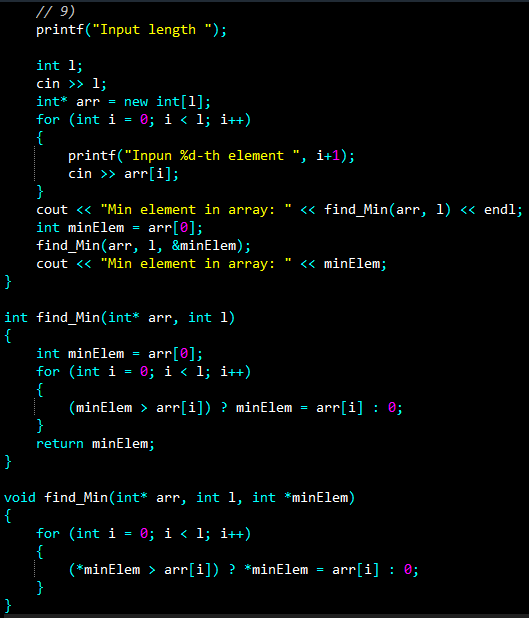 // 9)
printf("Input length ");
int l;
cin >> l;
int* arr = new int[l];
for (int i = 0; i < l; i++)
{
printf("Inpun %d-th element ", i+1);
cin >> arr[i];
}
cout << "Min element in array: " << find_Min(arr, l) << endl;
int minElem = arr[0];
find_Min(arr, l, &minElem);
cout << "Min element in array: " << minElem;
}
int find_Min(int* arr, int l)
{
int minElem = arr[0];
for (int i = 0; i < l; i++)
{
(minElem > arr[i]) ? minElem = arr[i] : 0;
}
return minElem;
}
void find_Min(int* arr, int l, int *minElem)
{
for (int i = 0; i < l; i++)
{
(*minElem > arr[i]) ? *minElem = arr[i] : 0;
}
}